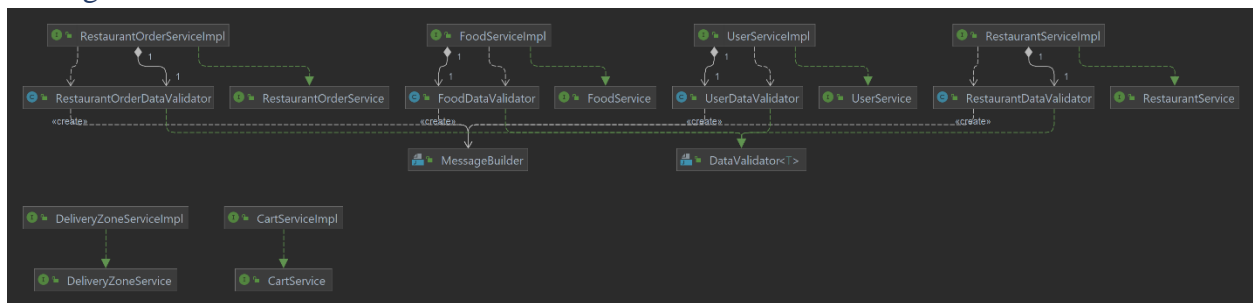 RestaurantOrderServiceImpl FoodServiceImpl UserServiceImpl RestaurantServiceImpl
1 1 1 1
1 1 1 1
RestaurantOrderDataValidator RestaurantOrderService FoodDataValidator FoodService UserDataValidator UserService RestaurantDataValidator RestaurantService
«create» «create» «create» «create»
MessageBuilder DataValidator<T>
DeliveryZoneServiceImpl CartServiceImpl
DeliveryZoneService CartService